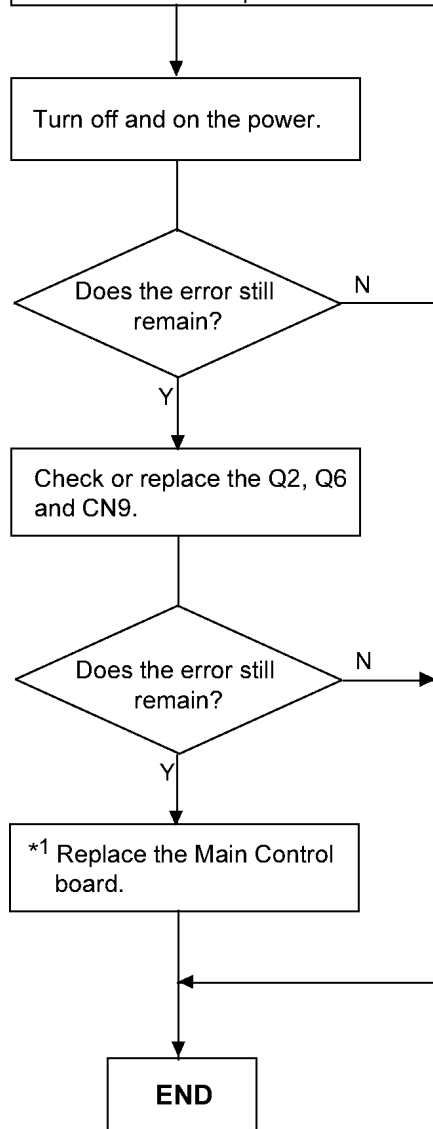 Turn off and on the power.
Does the error still
remain?
N
Y
Check or replace the Q2, Q6
and CN9.
Does the error still
remain?
N
Y
*1 Replace the Main Control
board.
END